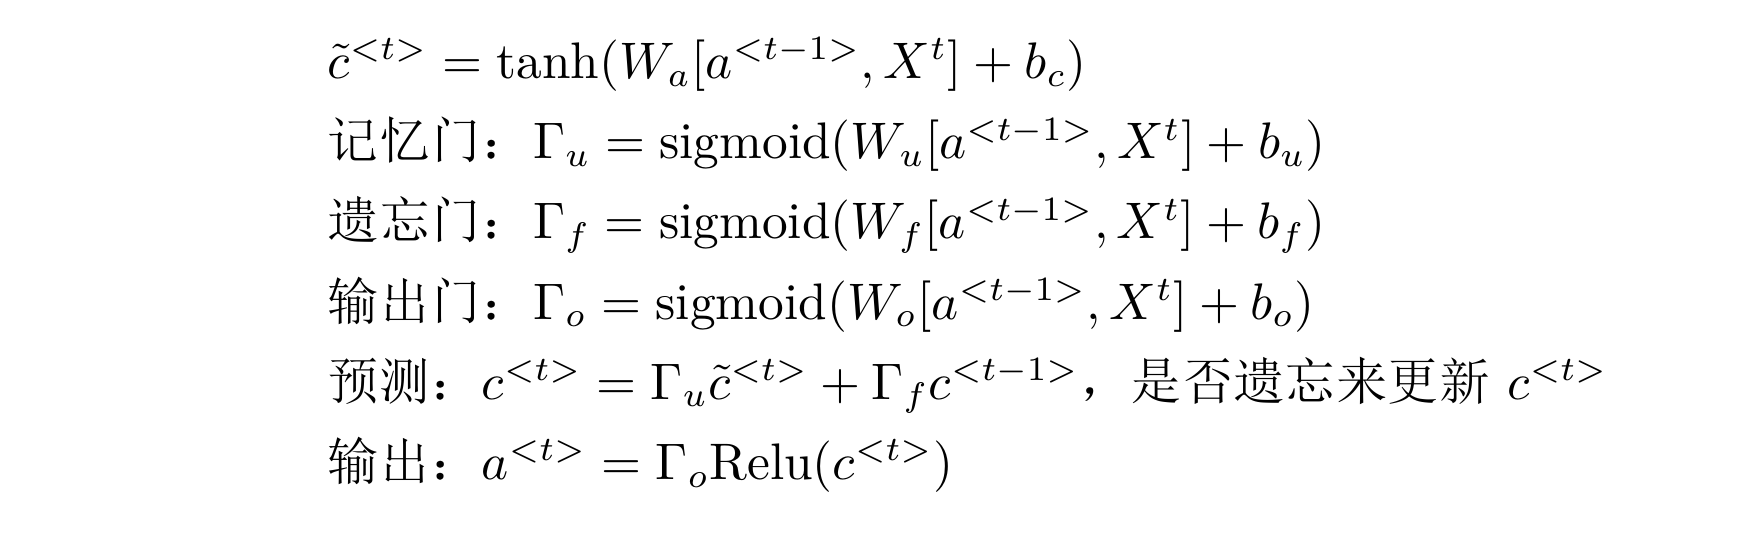 c̃^{<t>} = tanh(W_a[a^{<t−1>}, X^t] + b_c)
记忆门：Γ_u = sigmoid(W_u[a^{<t−1>}, X^t] + b_u)
遗忘门：Γ_f = sigmoid(W_f[a^{<t−1>}, X^t] + b_f)
输出门：Γ_o = sigmoid(W_o[a^{<t−1>}, X^t] + b_o)
预测：c^{<t>} = Γ_u c̃^{<t>} + Γ_f c^{<t−1>}，是否遗忘来更新 c^{<t>}
输出：a^{<t>} = Γ_o Relu(c^{<t>})